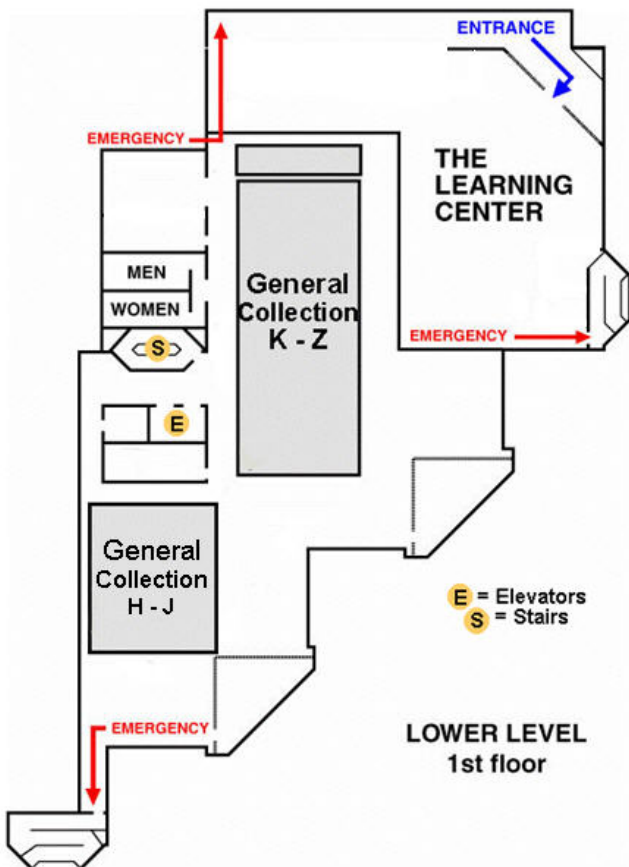 ENTRANCE
EMERGENCY
THE
LEARNING
CENTER
MEN
WOMEN
General
Collection
K - Z
EMERGENCY
S
E
General
Collection
H - J
E = Elevators
S = Stairs
EMERGENCY
LOWER LEVEL
1st floor